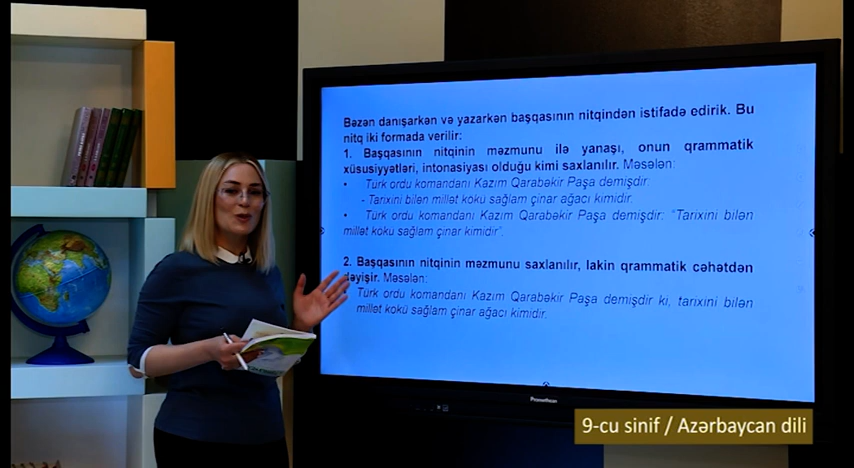 Bəzən danışarkən və yazarkən başqasının nitqindən istifadə edirik. Bu
nitq iki formada verilir:
1. Başqasının nitqinin məzmunu ilə yanaşı, onun qrammatik
xüsusiyyətləri, intonasiyası olduğu kimi saxlanılır. Məsələn:
• Türk ordu komandanı Kazım Qarabəkir Paşa demişdir:
- Tarixini bilən millət kökü sağlam çinar ağacı kimidir.
• Türk ordu komandanı Kazım Qarabəkir Paşa demişdir: “Tarixini bilən
millət kökü sağlam çinar kimidir”.
2. Başqasının nitqinin məzmunu saxlanılır, lakin qrammatik cəhətdən
dəyişir. Məsələn:
Türk ordu komandanı Kazım Qarabəkir Paşa demişdir ki, tarixini bilən
millət kökü sağlam çinar ağacı kimidir.
Promethean
9-cu sinif / Azərbaycan dili